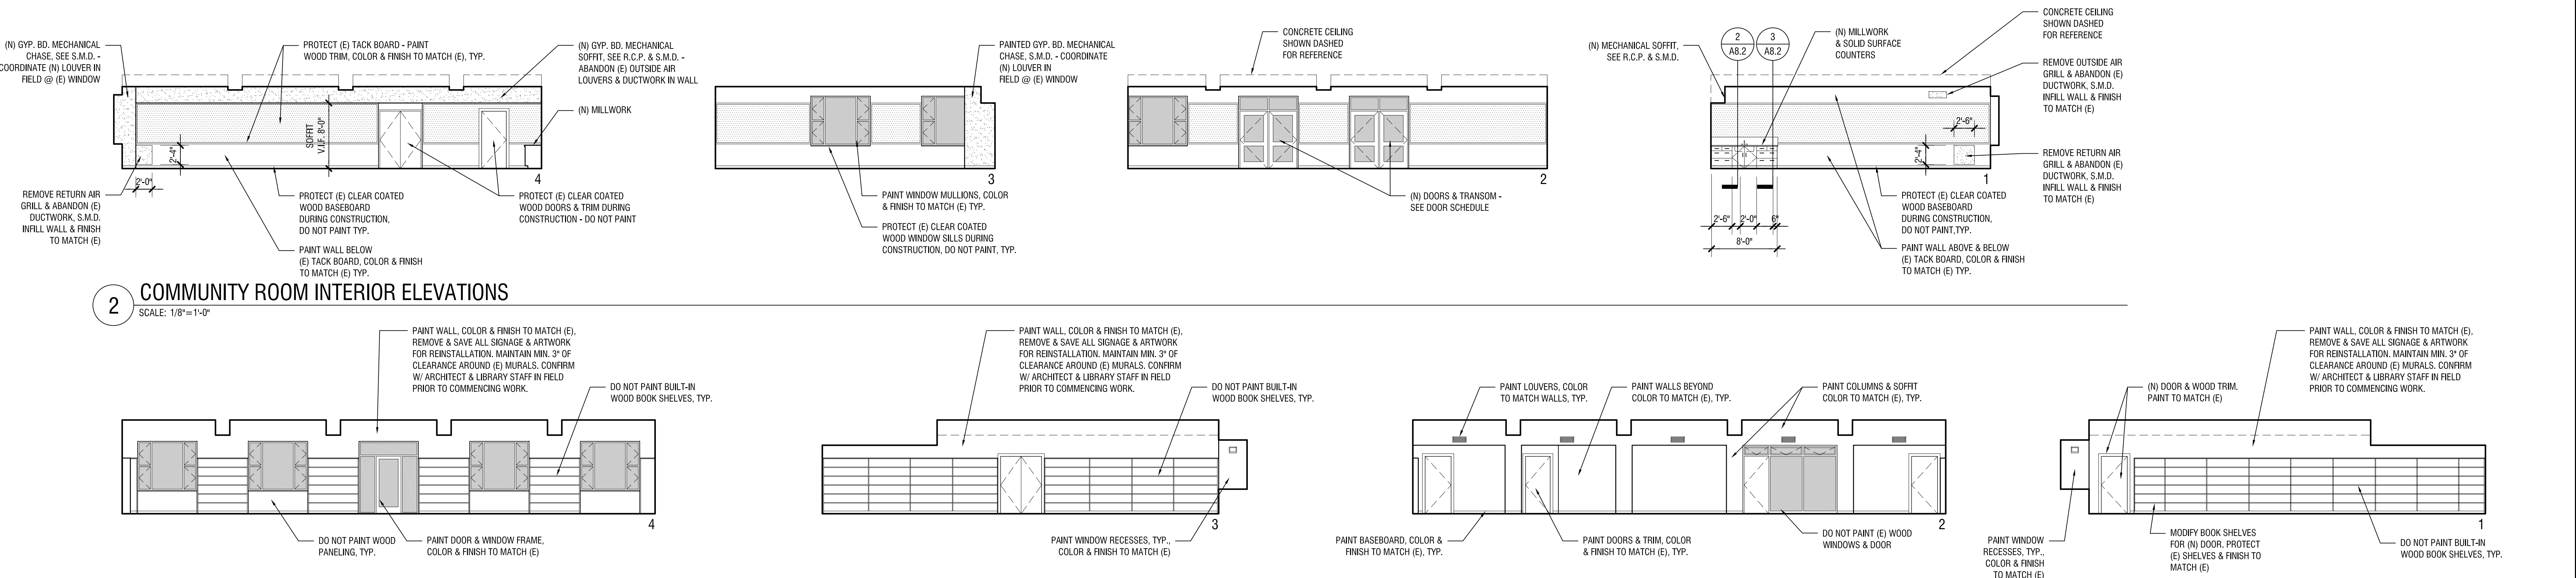 (N) GYP. BD. MECHANICAL
CHASE, SEE S.M.D. -
COORDINATE (N) LOUVER IN
FIELD @ (E) WINDOW
PROTECT (E) TACK BOARD - PAINT
WOOD TRIM, COLOR & FINISH TO MATCH (E), TYP.
(N) GYP. BD. MECHANICAL
SOFFIT, SEE R.C.P. & S.M.D. -
ABANDON (E) OUTSIDE AIR
LOUVERS & DUCTWORK IN WALL
(N) MILLWORK
SOFFIT
V.I.F. 8'-0"
2'-4"
2'-0"
4
REMOVE RETURN AIR
GRILL & ABANDON (E)
DUCTWORK, S.M.D.
INFILL WALL & FINISH
TO MATCH (E)
PROTECT (E) CLEAR COATED
WOOD BASEBOARD
DURING CONSTRUCTION,
DO NOT PAINT TYP.
PAINT WALL BELOW
(E) TACK BOARD, COLOR & FINISH
TO MATCH (E) TYP.
PROTECT (E) CLEAR COATED
WOOD DOORS & TRIM DURING
CONSTRUCTION - DO NOT PAINT
PAINTED GYP. BD. MECHANICAL
CHASE, S.M.D. - COORDINATE
(N) LOUVER IN
FIELD @ (E) WINDOW
3
PAINT WINDOW MULLIONS, COLOR
& FINISH TO MATCH (E) TYP.
PROTECT (E) CLEAR COATED
WOOD WINDOW SILLS DURING
CONSTRUCTION, DO NOT PAINT, TYP.
CONCRETE CEILING
SHOWN DASHED
FOR REFERENCE
2
(N) DOORS & TRANSOM -
SEE DOOR SCHEDULE
(N) MECHANICAL SOFFIT,
SEE R.C.P. & S.M.D.
2
A8.2
3
A8.2
(N) MILLWORK
& SOLID SURFACE
COUNTERS
CONCRETE CEILING
SHOWN DASHED
FOR REFERENCE
REMOVE OUTSIDE AIR
GRILL & ABANDON (E)
DUCTWORK, S.M.D.
INFILL WALL & FINISH
TO MATCH (E)
2'-6"
2'-4"
REMOVE RETURN AIR
GRILL & ABANDON (E)
DUCTWORK, S.M.D.
INFILL WALL & FINISH
TO MATCH (E)
1
2'-6"
2'-0"
6"
8'-0"
PROTECT (E) CLEAR COATED
WOOD BASEBOARD
DURING CONSTRUCTION,
DO NOT PAINT,TYP.
PAINT WALL ABOVE & BELOW
(E) TACK BOARD, COLOR & FINISH
TO MATCH (E) TYP.
2
COMMUNITY ROOM INTERIOR ELEVATIONS
SCALE: 1/8"=1'-0"
PAINT WALL, COLOR & FINISH TO MATCH (E),
REMOVE & SAVE ALL SIGNAGE & ARTWORK
FOR REINSTALLATION. MAINTAIN MIN. 3" OF
CLEARANCE AROUND (E) MURALS. CONFIRM
W/ ARCHITECT & LIBRARY STAFF IN FIELD
PRIOR TO COMMENCING WORK.
DO NOT PAINT BUILT-IN
WOOD BOOK SHELVES, TYP.
4
DO NOT PAINT WOOD
PANELING, TYP.
PAINT DOOR & WINDOW FRAME,
COLOR & FINISH TO MATCH (E)
PAINT WALL, COLOR & FINISH TO MATCH (E),
REMOVE & SAVE ALL SIGNAGE & ARTWORK
FOR REINSTALLATION. MAINTAIN MIN. 3" OF
CLEARANCE AROUND (E) MURALS. CONFIRM
W/ ARCHITECT & LIBRARY STAFF IN FIELD
PRIOR TO COMMENCING WORK.
DO NOT PAINT BUILT-IN
WOOD BOOK SHELVES, TYP.
3
PAINT WINDOW RECESSES, TYP.,
COLOR & FINISH TO MATCH (E)
PAINT LOUVERS, COLOR
TO MATCH WALLS, TYP.
PAINT WALLS BEYOND
COLOR TO MATCH (E), TYP.
PAINT COLUMNS & SOFFIT
COLOR TO MATCH (E), TYP.
2
PAINT BASEBOARD, COLOR &
FINISH TO MATCH (E), TYP.
PAINT DOORS & TRIM, COLOR
& FINISH TO MATCH (E), TYP.
DO NOT PAINT (E) WOOD
WINDOWS & DOOR
(N) DOOR & WOOD TRIM.
PAINT TO MATCH (E)
PAINT WALL, COLOR & FINISH TO MATCH (E),
REMOVE & SAVE ALL SIGNAGE & ARTWORK
FOR REINSTALLATION. MAINTAIN MIN. 3" OF
CLEARANCE AROUND (E) MURALS. CONFIRM
W/ ARCHITECT & LIBRARY STAFF IN FIELD
PRIOR TO COMMENCING WORK.
1
PAINT WINDOW
RECESSES, TYP.,
COLOR & FINISH
TO MATCH (E)
MODIFY BOOK SHELVES
FOR (N) DOOR. PROTECT
(E) SHELVES & FINISH TO
MATCH (E)
DO NOT PAINT BUILT-IN
WOOD BOOK SHELVES, TYP.